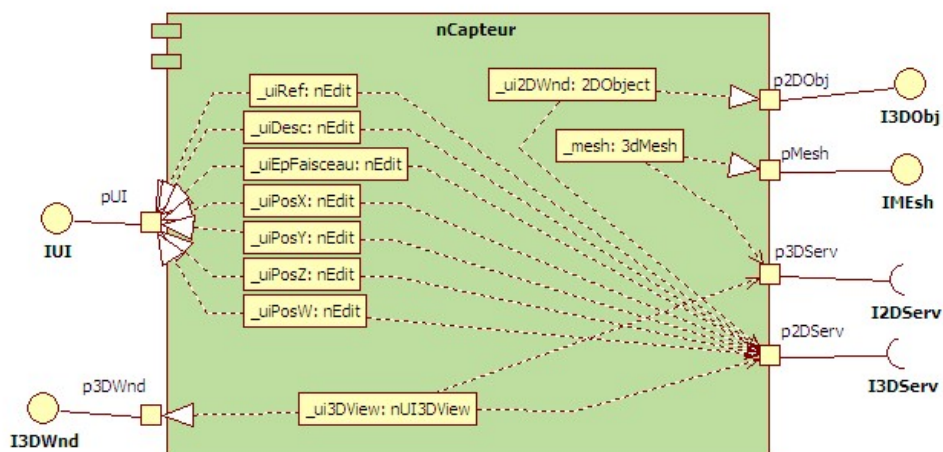 nCapteur
_uiRef: nEdit
_ui2DWnd: 2DObject
p2DObj
I3DObj
_uiDesc: nEdit
_mesh: 3dMesh
pMesh
_uiEpFaisceau: nEdit
IMEsh
pUI
_uiPosX: nEdit
IUI
_uiPosY: nEdit
p3DServ
_uiPosZ: nEdit
I2DServ
_uiPosW: nEdit
p2DServ
I3DServ
p3DWnd
_ui3DView: nUI3DView
I3DWnd